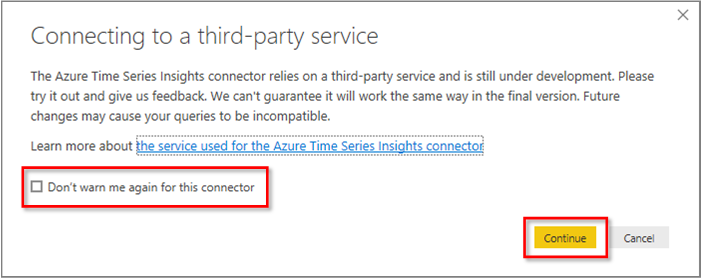 Connecting to a third-party service
The Azure Time Series Insights connector relies on a third-party service and is still under development. Please
try it out and give us feedback. We can't guarantee it will work the same way in the final version. Future
changes may cause your queries to be incompatible.
Learn more about the service used for the Azure Time Series Insights connector
Don't warn me again for this connector
Continue Cancel